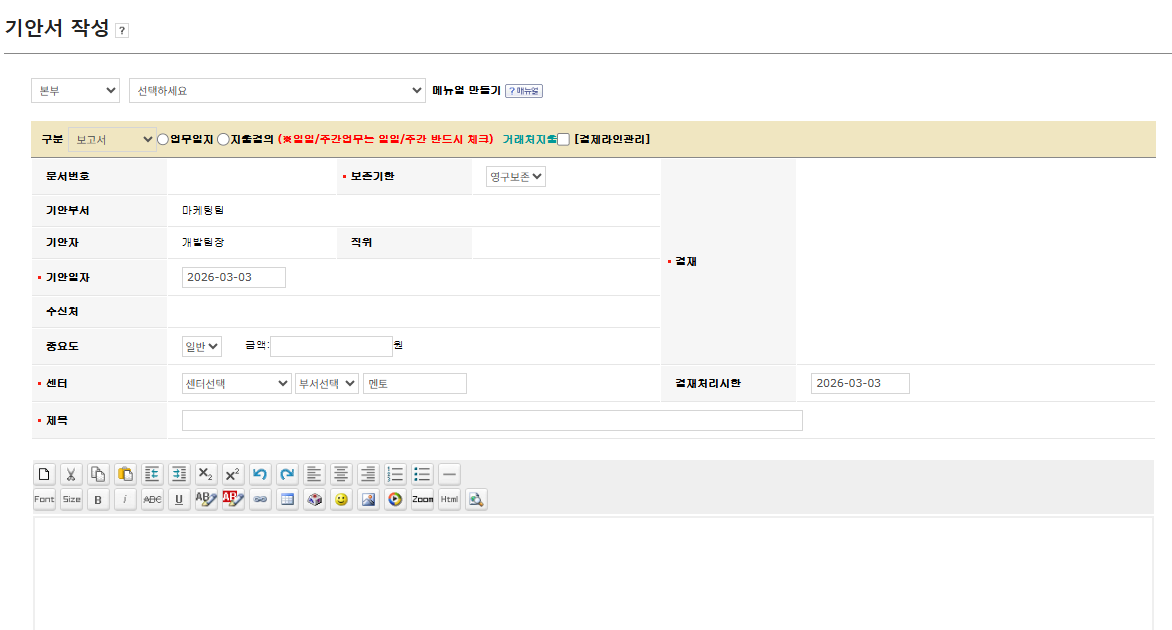 기안서 작성 ?
본부 선택하세요 메뉴얼 만들기 ?매뉴얼
구분 보고서 업무일지 지출결의 (※일일/주간업무는 일일/주간 반드시 체크) 거래처지출 [결제라인관리]
문서번호 보존기한 영구보존
기안부서 마케팅팀
기안자 개발팀장 직위
결재
기안일자 2026-03-03
수신처
중요도 일반 금액: 원
센터 센터선택 부서선택 멘토 결재처리시한 2026-03-03
제목
X2 X2
Font Size B i ABC U AB AB Zoom Html